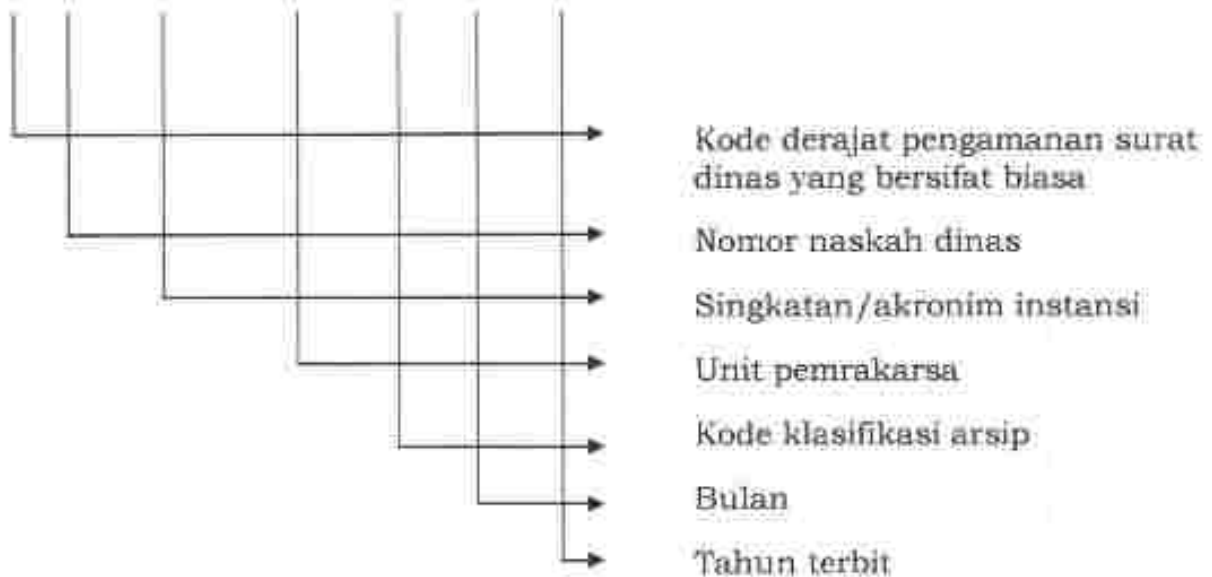 Kode derajat pengamanan surat
dinas yang bersifat biasa
Nomor naskah dinas
Singkatan/akronim instansi
Unit pemrakarsa
Kode klasifikasi arsip
Bulan
Tahun terbit